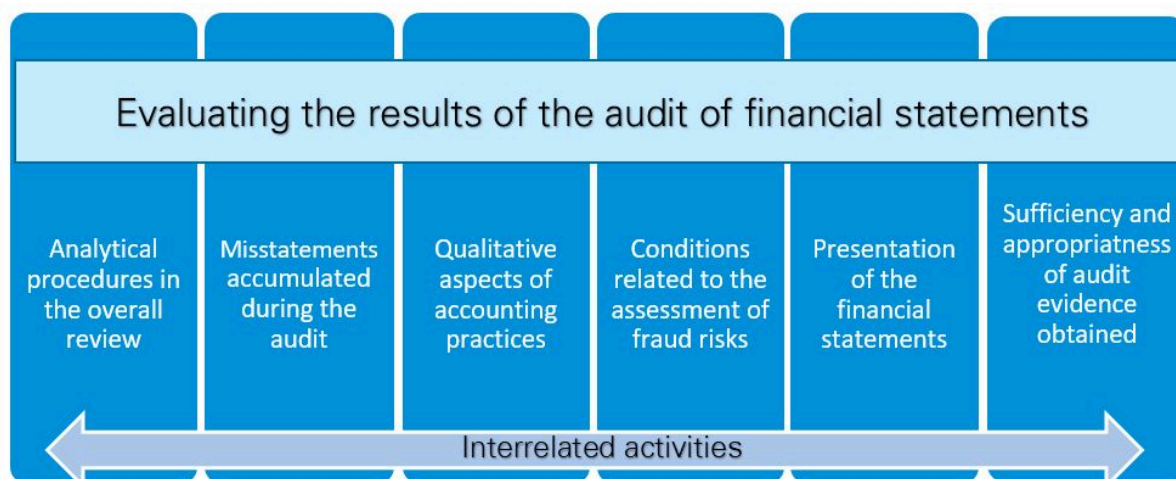 Evaluating the results of the audit of financial statements
Analytical
procedures in
the overall
review
Misstatements
accumulated
during the
audit
Qualitative
aspects of
accounting
practices
Conditions
related to the
assessment of
fraud risks
Presentation
of the
financial
statements
Sufficiency and
appropriatness
of audit
evidence
obtained
Interrelated activities